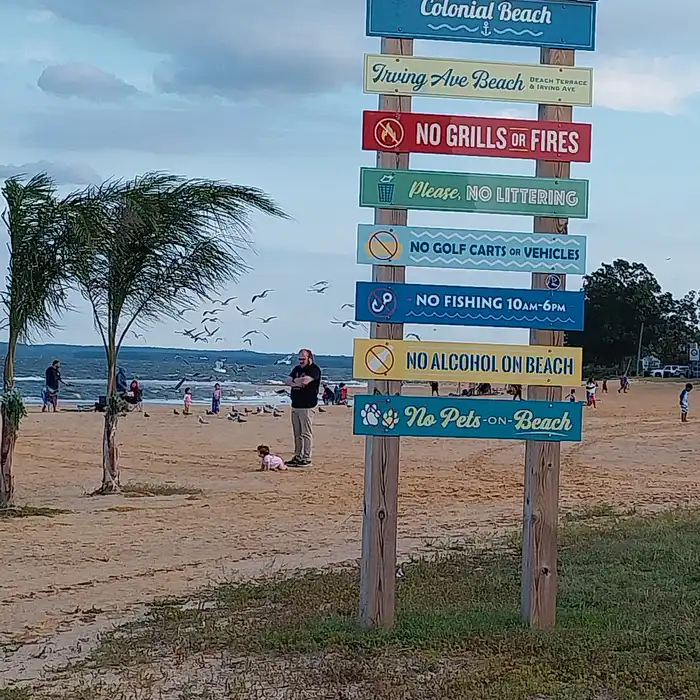 Colonial Beach
Irving Ave Beach BEACH TERRACE
& IRVING AVE
NO GRILLS OR FIRES
Please, NO LITTERING
NO GOLF CARTS OR VEHICLES
NO FISHING 10AM-6PM
NO ALCOHOL ON BEACH
No Pets -ON- Beach